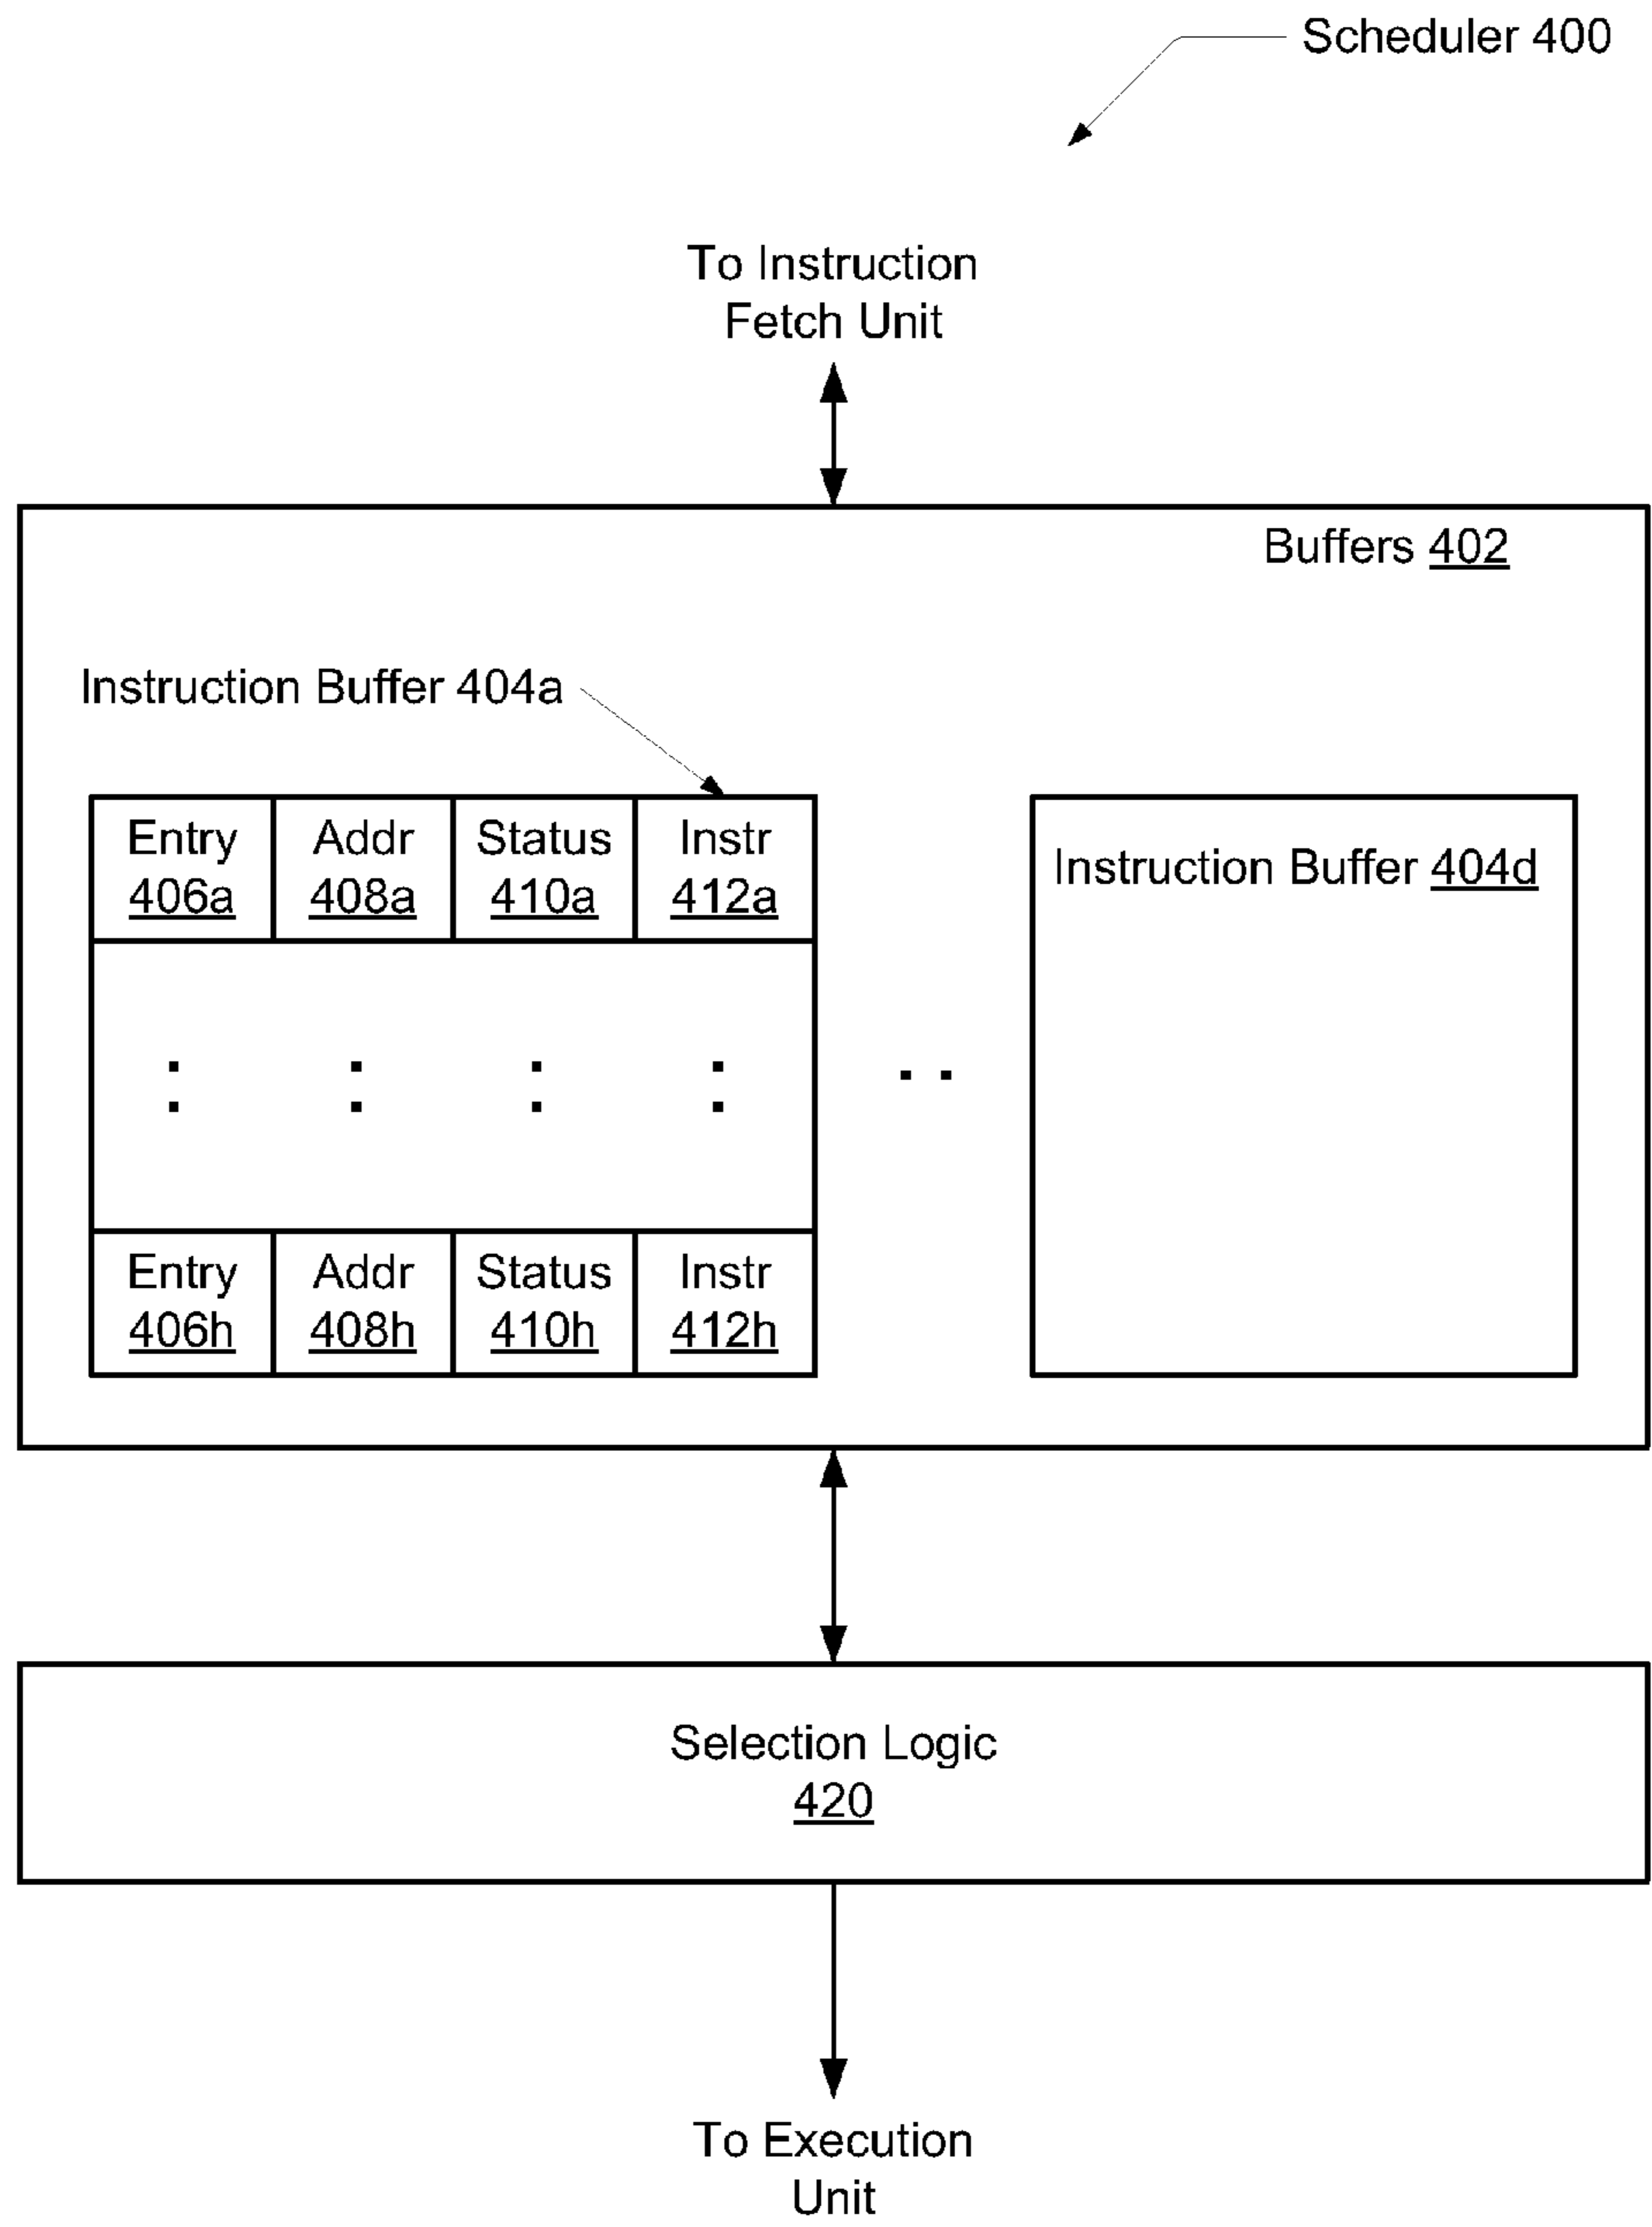 Scheduler 400
To Instruction
Fetch Unit
Buffers 402
Instruction Buffer 404a
Entry Addr Status Instr
406a 408a 410a 412a
Instruction Buffer 404d
: : : :
. .
Entry Addr Status Instr
406h 408h 410h 412h
Selection Logic
420
To Execution
Unit